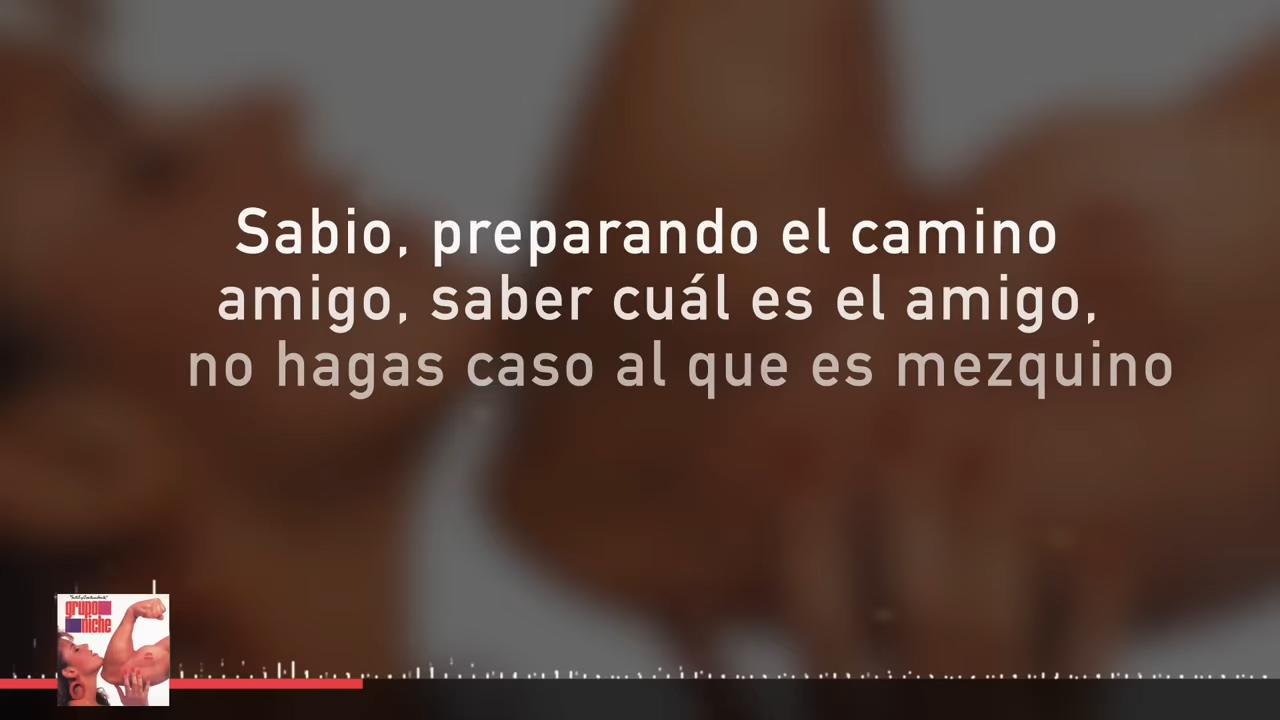 Sabio, preparando el camino
amigo, saber cuál es el amigo,
no hagas caso al que es mezquino
grupo
niche